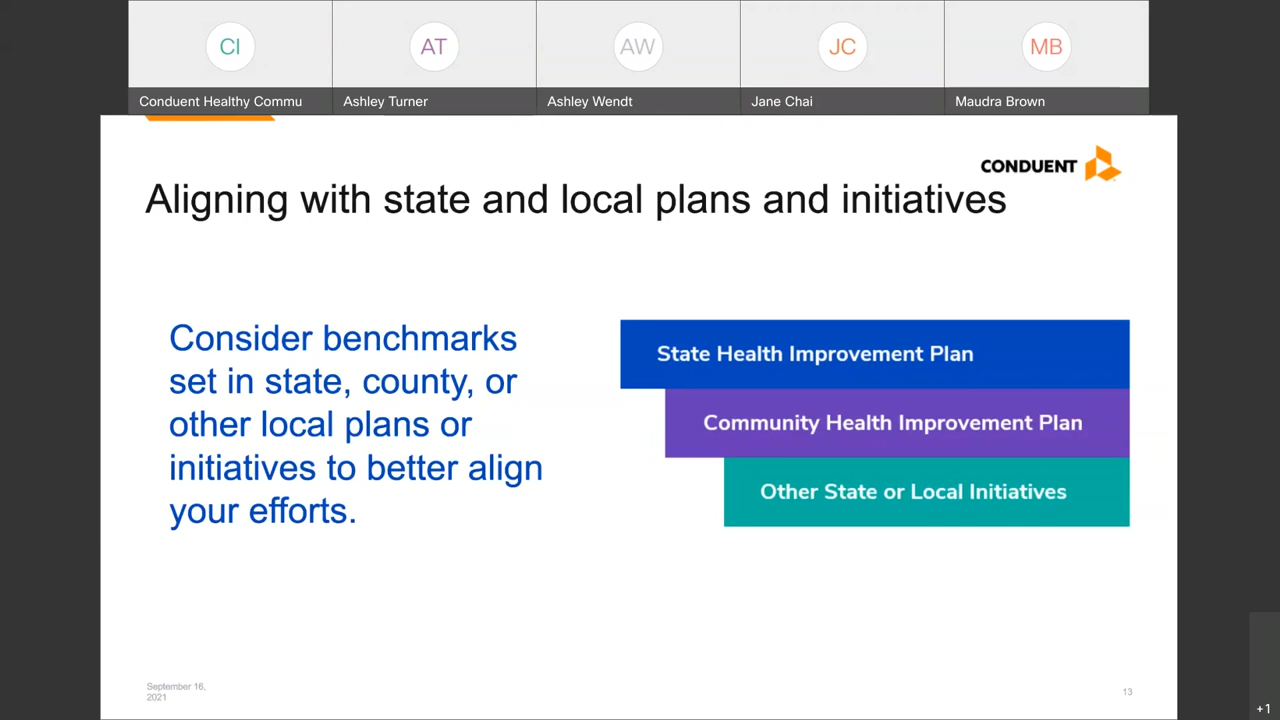 CI
AT
AW
JC
MB
Conduent Healthy Commu
Ashley Turner
Ashley Wendt
Jane Chai
Maudra Brown
CONDUENT
Aligning with state and local plans and initiatives
Consider benchmarks
set in state, county, or
other local plans or
initiatives to better align
your efforts.
State Health Improvement Plan
Community Health Improvement Plan
Other State or Local Initiatives
September 16,
2021
13
+1